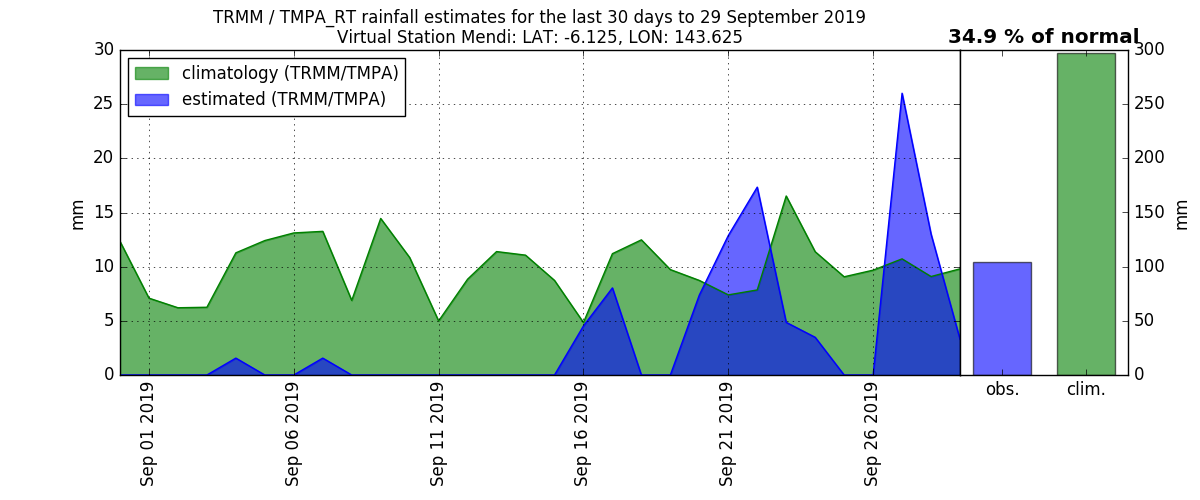 TRMM / TMPA_RT rainfall estimates for the last 30 days to 29 September 2019
Virtual Station Mendi: LAT: -6.125, LON: 143.625
34.9 % of normal
climatology (TRMM/TMPA)
estimated (TRMM/TMPA)
mm
30
25
20
15
10
5
0
Sep 01 2019
Sep 06 2019
Sep 11 2019
Sep 16 2019
Sep 21 2019
Sep 26 2019
obs.
clim.
300
250
200
150
100
50
0
mm